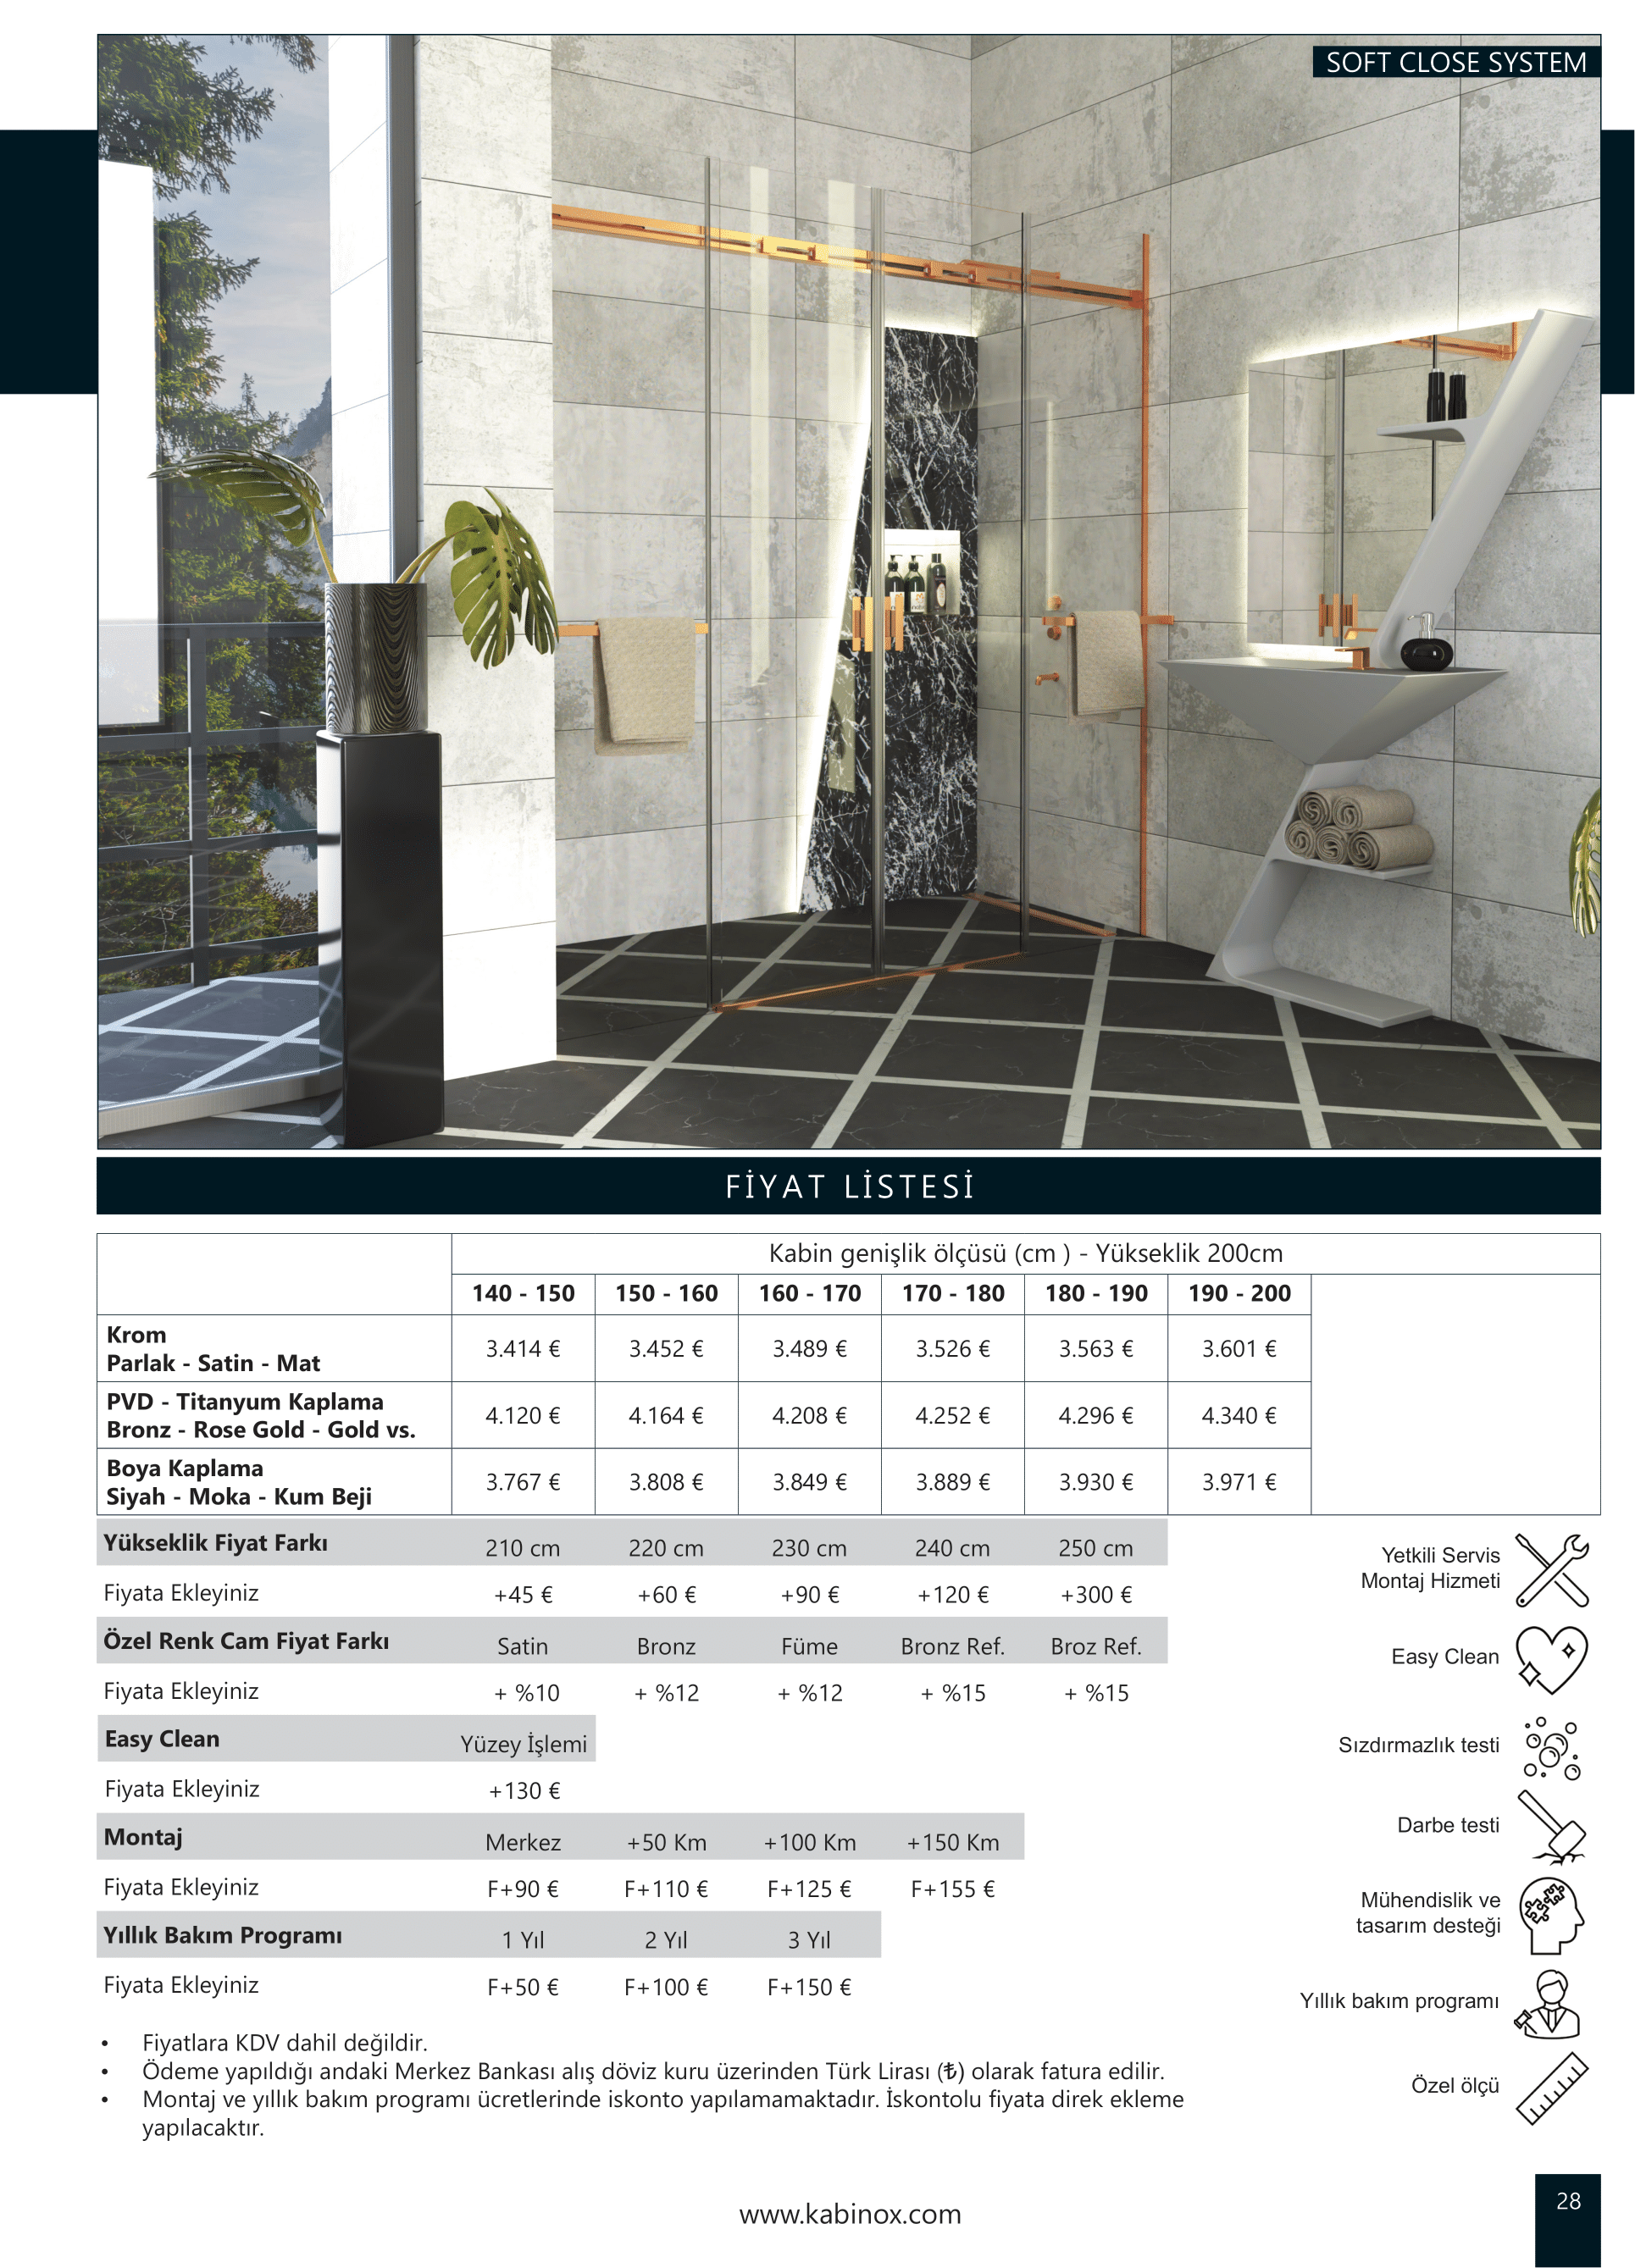 SOFT CLOSE SYSTEM
FİYAT LİSTESİ
Kabin genişlik ölçüsü (cm ) - Yükseklik 200cm
140 - 150 150 - 160 160 - 170 170 - 180 180 - 190 190 - 200
Krom
Parlak - Satin - Mat
3.414 € 3.452 € 3.489 € 3.526 € 3.563 € 3.601 €
PVD - Titanyum Kaplama
Bronz - Rose Gold - Gold vs.
4.120 € 4.164 € 4.208 € 4.252 € 4.296 € 4.340 €
Boya Kaplama
Siyah - Moka - Kum Beji
3.767 € 3.808 € 3.849 € 3.889 € 3.930 € 3.971 €
Yükseklik Fiyat Farkı 210 cm 220 cm 230 cm 240 cm 250 cm
Fiyata Ekleyiniz +45 € +60 € +90 € +120 € +300 €
Özel Renk Cam Fiyat Farkı Satin Bronz Füme Bronz Ref. Broz Ref.
Fiyata Ekleyiniz + %10 + %12 + %12 + %15 + %15
Easy Clean Yüzey İşlemi
Fiyata Ekleyiniz +130 €
Montaj Merkez +50 Km +100 Km +150 Km
Fiyata Ekleyiniz F+90 € F+110 € F+125 € F+155 €
Yıllık Bakım Programı 1 Yıl 2 Yıl 3 Yıl
Fiyata Ekleyiniz F+50 € F+100 € F+150 €
Yetkili Servis
Montaj Hizmeti
Easy Clean
Sızdırmazlık testi
Darbe testi
Mühendislik ve
tasarım desteği
Yıllık bakım programı
Özel ölçü
• Fiyatlara KDV dahil değildir.
• Ödeme yapıldığı andaki Merkez Bankası alış döviz kuru üzerinden Türk Lirası (₺) olarak fatura edilir.
• Montaj ve yıllık bakım programı ücretlerinde iskonto yapılamamaktadır. İskontolu fiyata direk ekleme
yapılacaktır.
www.kabinox.com
28